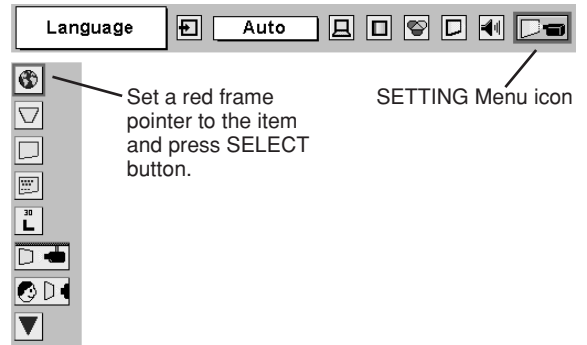 Language Auto
Set a red frame
pointer to the item
and press SELECT
button.
SETTING Menu icon
30
L